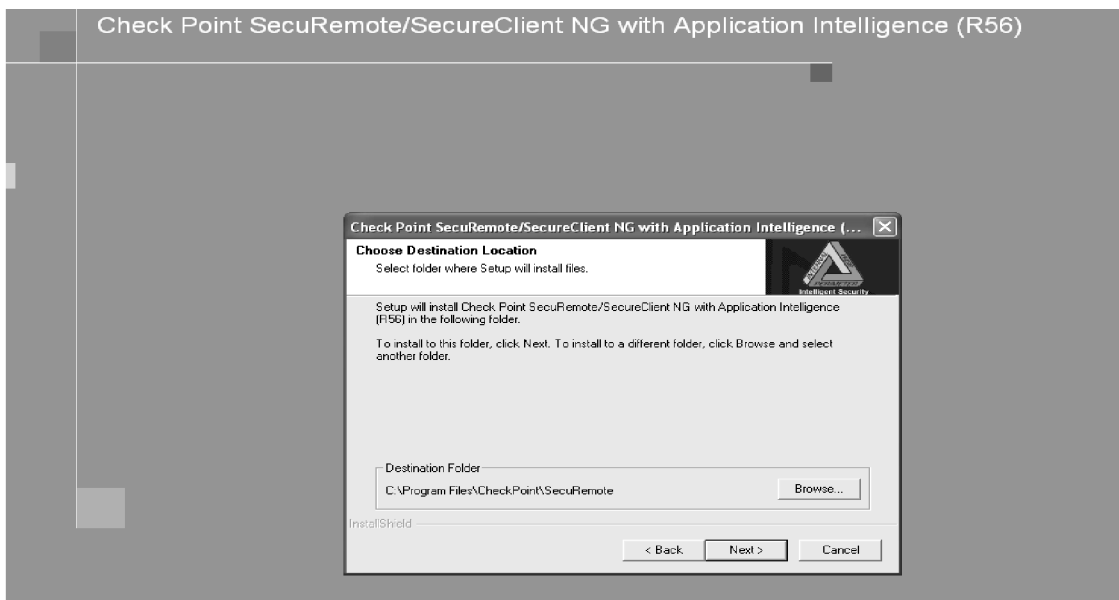 Check Point SecuRemote/SecureClient NG with Application Intelligence (R56)
Check Point SecuRemote/SecureClient NG with Application Intelligence (...
Choose Destination Location
Select folder where Setup will install files.
Intelligent Security
Setup will install Check Point SecuRemote/SecureClient NG with Application Intelligence
(R56) in the following folder.
To install to this folder, click Next. To install to a different folder, click Browse and select
another folder.
Destination Folder
C:\Program Files\CheckPoint\SecuRemote
Browse...
InstallShield
< Back
Next >
Cancel